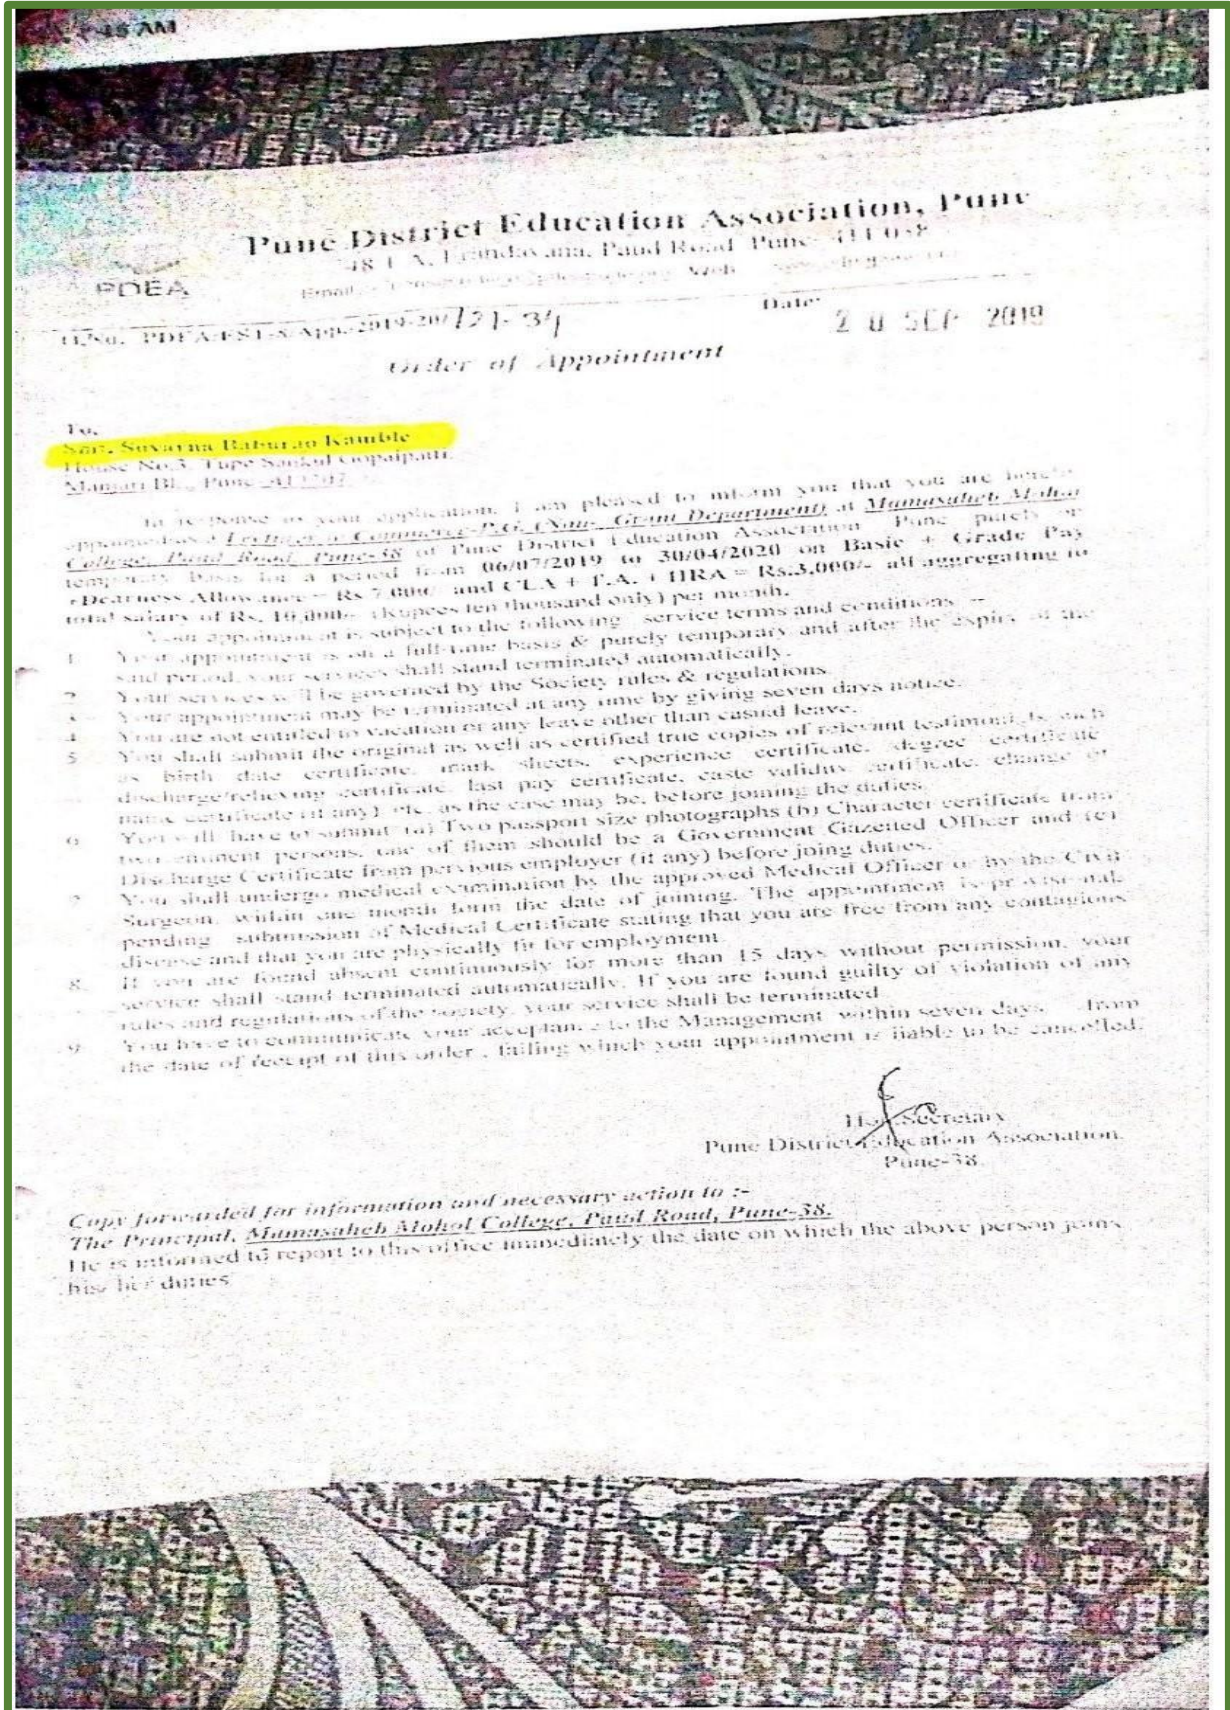 :45 AM
Pune District Education Association, Pune
48/1 A, Erandavana, Paud Road, Pune- 411 038
PDEA
Email Web
O.No. PDEA/EST-S/App-2019-20/131-34
Date:
20 SEP 2019
Order of Appointment
To,
Smt. Suvarna Baburao Kamble
House No.3, Tupe Sankul Gopalpatti,
Manjari BK., Pune-
In response to your application, I am pleased to inform you that you are hereby
appointed as a Lecturer in Commerce-P.G. (Non- Grant Department) at Mamasaheb Mohol
College, Paud Road, Pune-38 of Pune District Education Association Pune purely on
temporary basis for a period from 06/07/2019 to 30/04/2020 on Basic + Grade Pay
+Dearness Allowance = Rs 7,000/- and CLA + T.A. + HRA = Rs.3,000/- all aggregating to
total salary of Rs. 10,000/- (Rupees ten thousand only) per month.
Your appointment is subject to the following service terms and conditions :--
1. Your appointment is on a full-time basis & purely temporary and after the expiry of the
said period, your services shall stand terminated automatically.
2. Your services will be governed by the Society rules & regulations.
3. Your appointment may be terminated at any time by giving seven days notice.
4. You are not entitled to vacation or any leave other than casual leave.
5. You shall submit the original as well as certified true copies of relevant testimonials such
as birth date certificate, mark sheets, experience certificate, degree certificate
discharge/relieving certificate, last pay certificate, caste validity certificate, change of
name certificate (if any) etc. as the case may be, before joining the duties.
6. You will have to submit (a) Two passport size photographs (b) Character certificate from
two eminent persons, one of them should be a Government Gazetted Officer and (c)
Discharge Certificate from pervious employer (if any) before joing duties.
7. You shall undergo medical examination by the approved Medical Officer or by the Civil
Surgeon, within one month form the date of joining. The appointment is provisional
pending submission of Medical Certificate stating that you are free from any contagious
disease and that you are physically fit for employment.
8. If you are found absent continuously for more than 15 days without permission, your
service shall stand terminated automatically. If you are found guilty of violation of any
rules and regulations of the society, your service shall be terminated.
9. You have to communicate your acceptance to the Management within seven days from
the date of receipt of this order , failing which your appointment is liable to be cancelled.
Hon.Secretary
Pune District Education Association,
Pune-38.
Copy forwarded for information and necessary action to :-
The Principal, Mamasaheb Mohol College, Paud Road, Pune-38.
He is informed to report to this office immediately the date on which the above person joins
his/ her duties